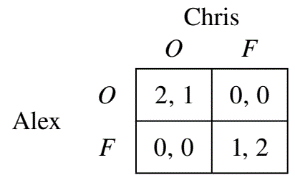 Chris
O F
O 2, 1 0, 0
Alex
F 0, 0 1, 2